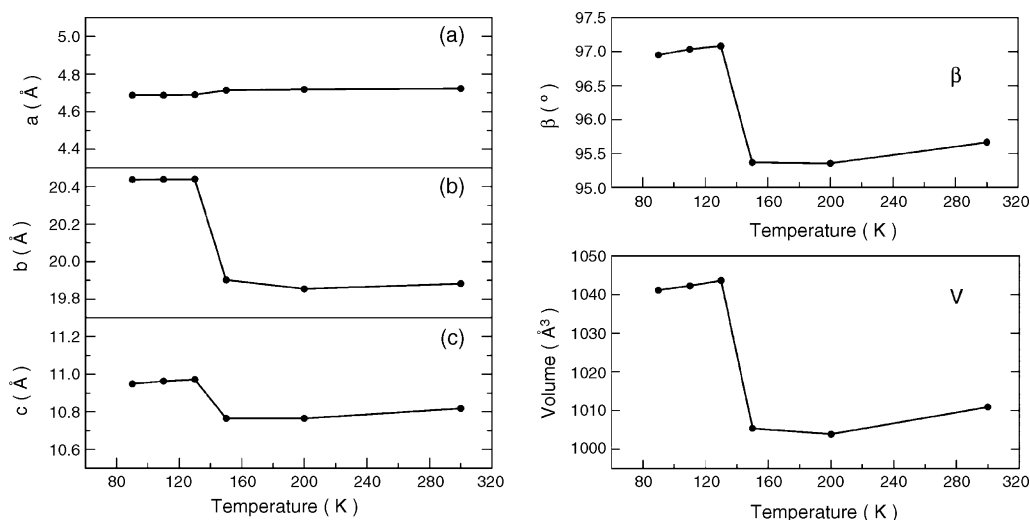 5.0
4.8
4.6
4.4
a ( Å )
(a)
20.4
20.2
20.0
19.8
b ( Å )
(b)
11.2
11.0
10.8
10.6
c ( Å )
(c)
80 120 160 200 240 280 320
Temperature ( K )
97.5
97.0
96.5
96.0
95.5
95.0
β ( º )
β
80 120 160 200 240 280 320
Temperature ( K )
1050
1040
1030
1020
1010
1000
Volume ( Å³ )
V
80 120 160 200 240 280 320
Temperature ( K )